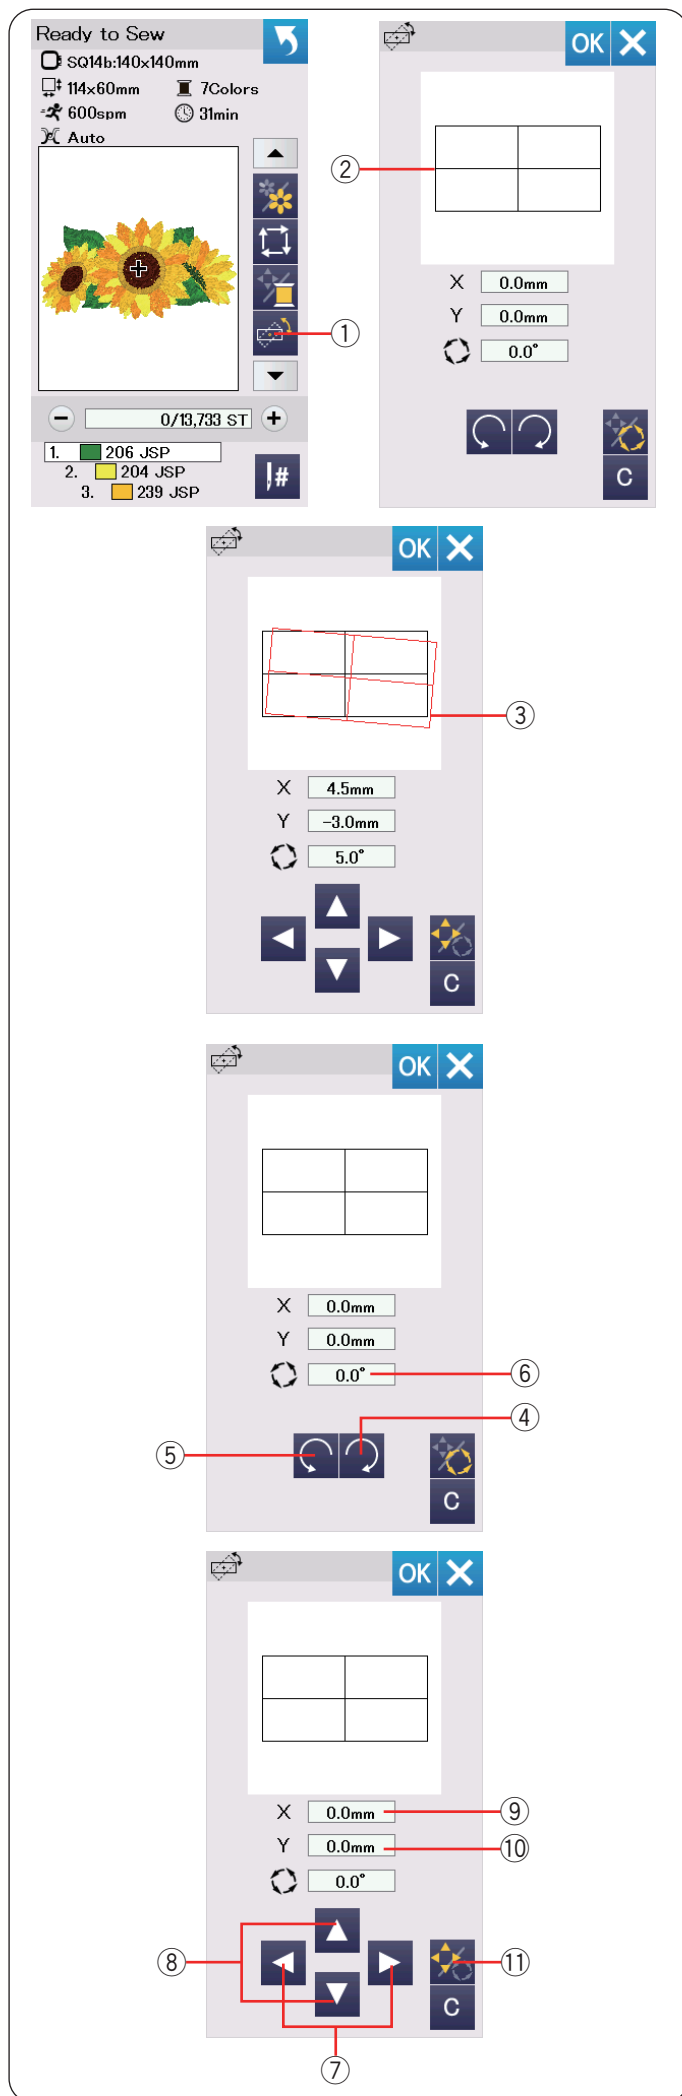 Ready to Sew
SQ14b:140x140mm
114x60mm 7Colors
600spm 31min
Auto
①
0/13,733 ST
1. 206 JSP
2. 204 JSP
3. 239 JSP
#
OK
②
X 0.0mm
Y 0.0mm
0.0°
C
OK
③
X 4.5mm
Y -3.0mm
5.0°
C
OK
X 0.0mm
Y 0.0mm
0.0° ⑥
④
⑤
C
OK
X 0.0mm ⑨
Y 0.0mm ⑩
0.0°
⑧ ⑪
C
⑦